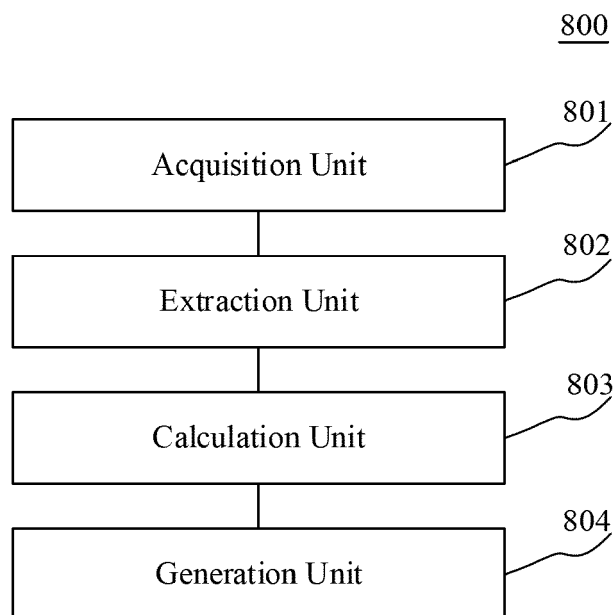 800
801
Acquisition Unit
802
Extraction Unit
803
Calculation Unit
804
Generation Unit